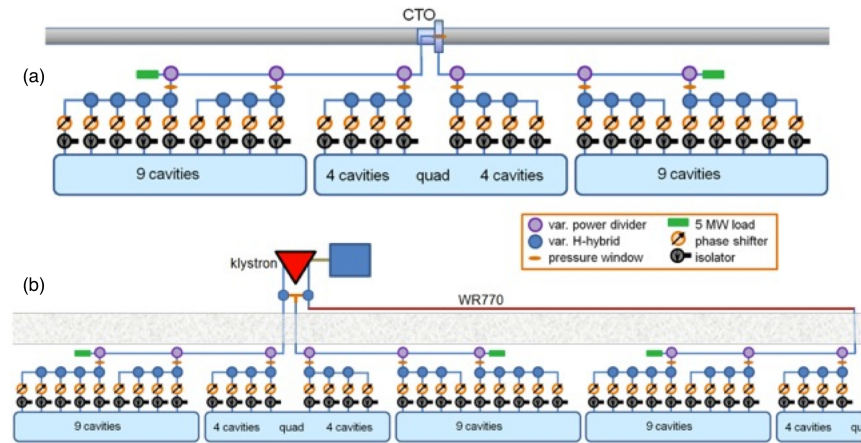 CTO
(a)
9 cavities
4 cavities quad 4 cavities
9 cavities
var. power divider
var. H-hybrid
pressure window
5 MW load
phase shifter
isolator
(b)
klystron
WR770
9 cavities
4 cavities quad 4 cavities
9 cavities
9 cavities
4 cavities qu